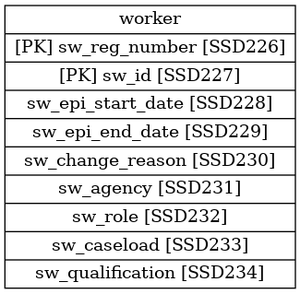 worker
[PK] sw_reg_number [SSD226]
[PK] sw_id [SSD227]
sw_epi_start_date [SSD228]
sw_epi_end_date [SSD229]
sw_change_reason [SSD230]
sw_agency [SSD231]
sw_role [SSD232]
sw_caseload [SSD233]
sw_qualification [SSD234]